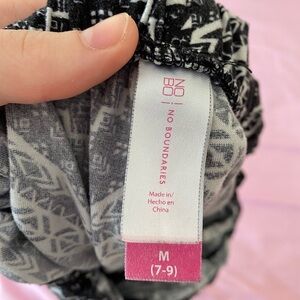 NO
BO
NO BOUNDARIES
Made in/
Hecho en
China
M
(7-9)